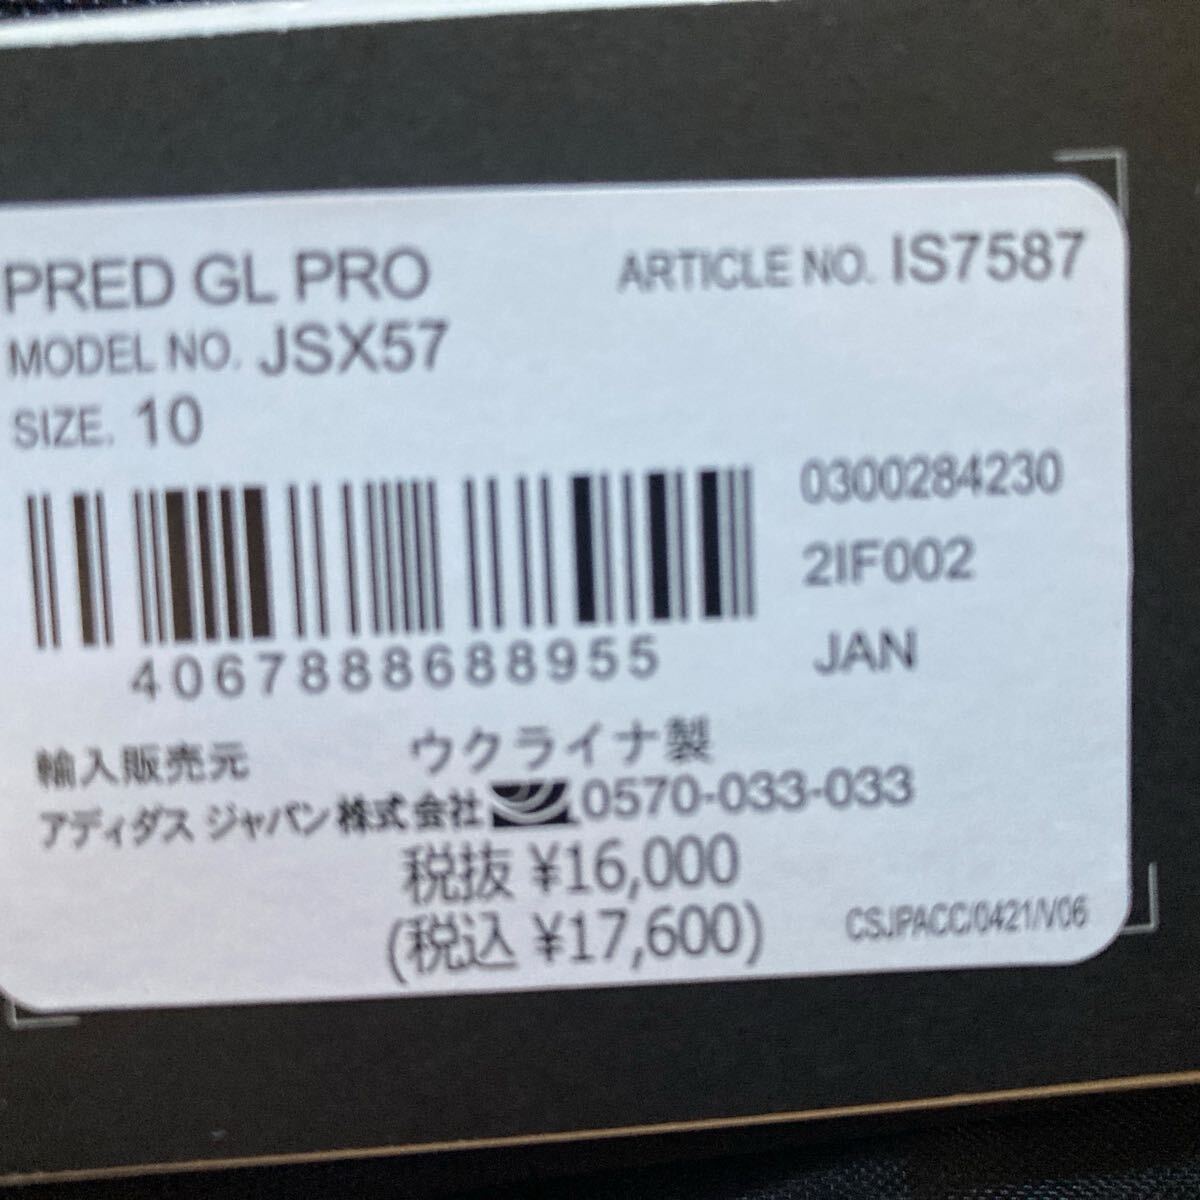 PRED GL PRO
ARTICLE NO. IS7587
MODEL NO. JSX57
SIZE. 10
0300284230
2IF002
JAN
4067888688955
輸入販売元
ウクライナ製
アディダス ジャパン株式会社 0570-033-033
税抜 ¥16,000
(税込 ¥17,600)
CSJPACC/0421/V06